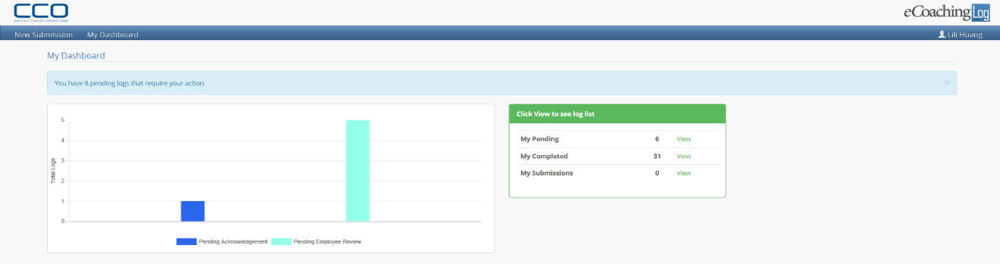 CCO
CONTACT CENTER OPERATIONS
eCoachingLog
New Submission My Dashboard Lili Huang
My Dashboard
You have 6 pending logs that require your action. ×
Click View to see log list
My Pending 6 View
My Completed 31 View
My Submissions 0 View
Total Logs
5
4
3
2
1
0
Pending Acknowledgement Pending Employee Review